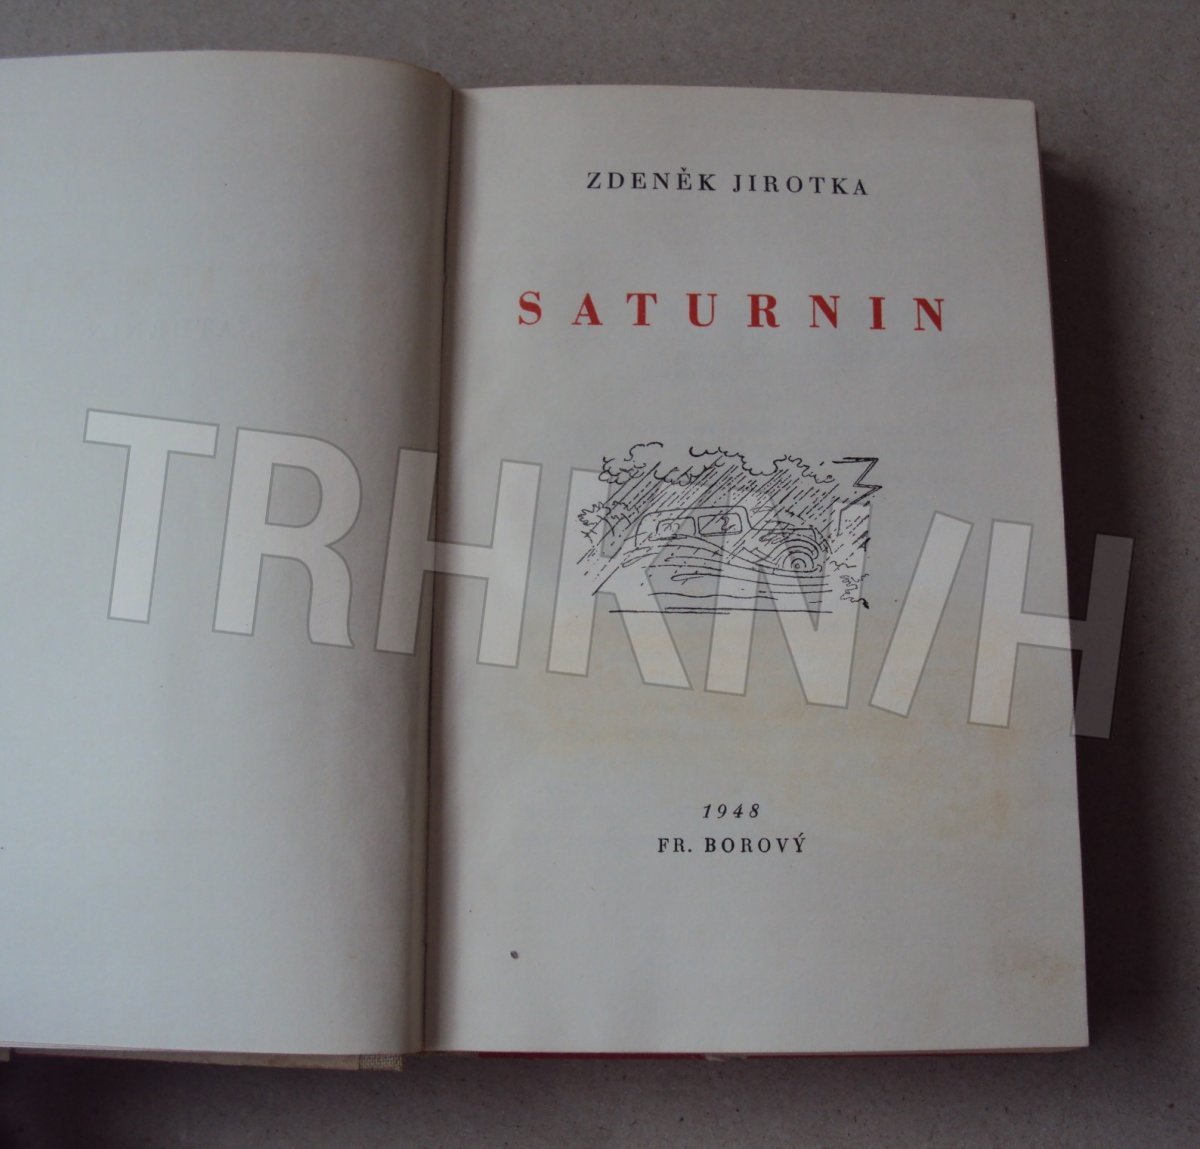 ZDENĚK JIROTKA
SATURNIN
TRHKNIH
1948
FR. BOROVÝ